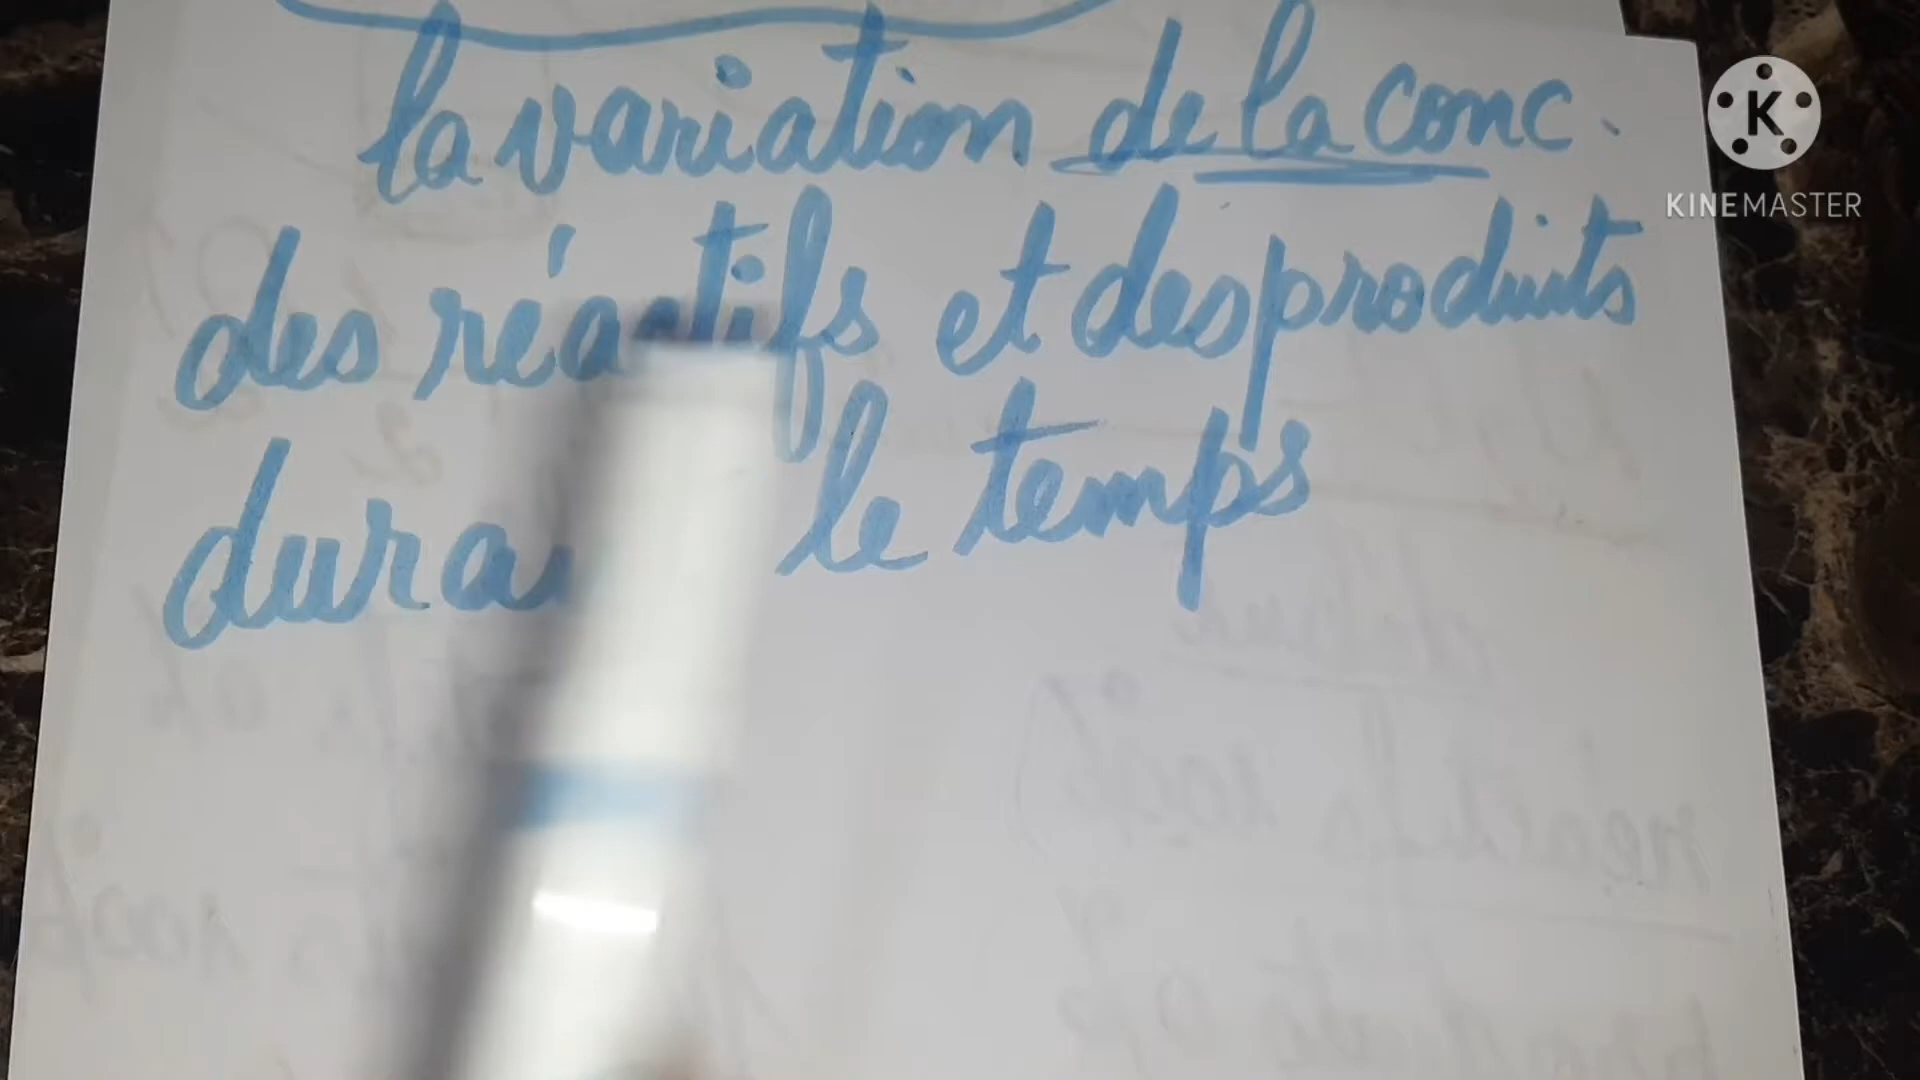 la variation de la conc.
K
KINEMASTER
des réactifs et des produits
le temps